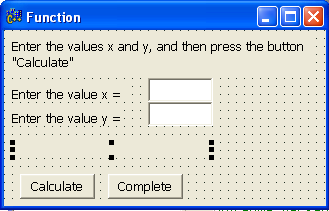 Function
Enter the values x and y, and then press the button
"Calculate"
Enter the value x =
Enter the value y =
Calculate
Complete